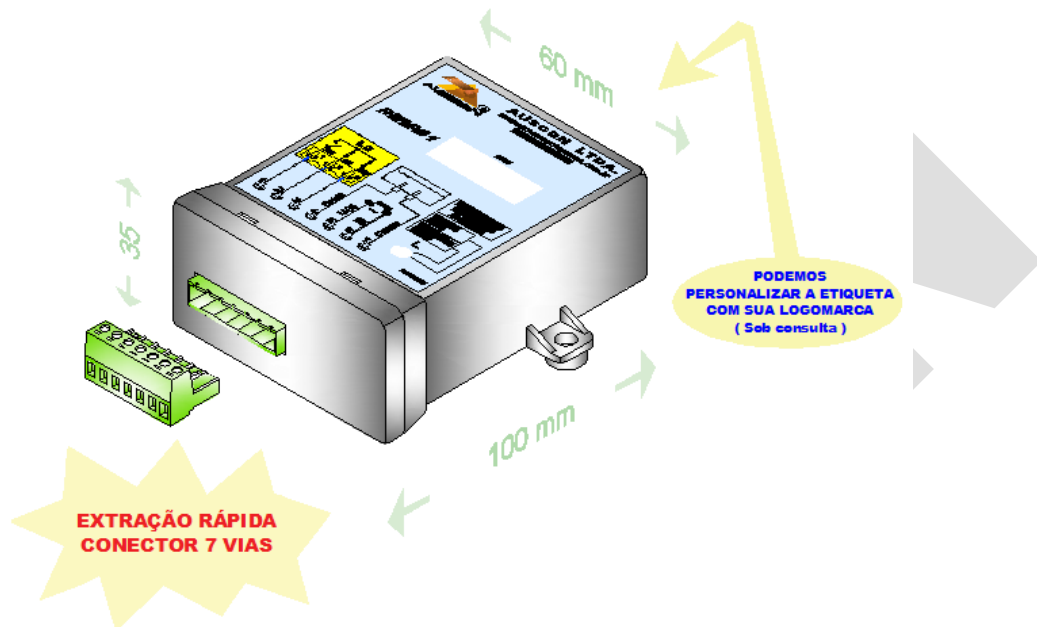 60 mm
AUSCON LTDA.
35
PODEMOS
PERSONALIZAR A ETIQUETA
COM SUA LOGOMARCA
( Sob consulta )
100 mm
EXTRAÇÃO RÁPIDA
CONECTOR 7 VIAS